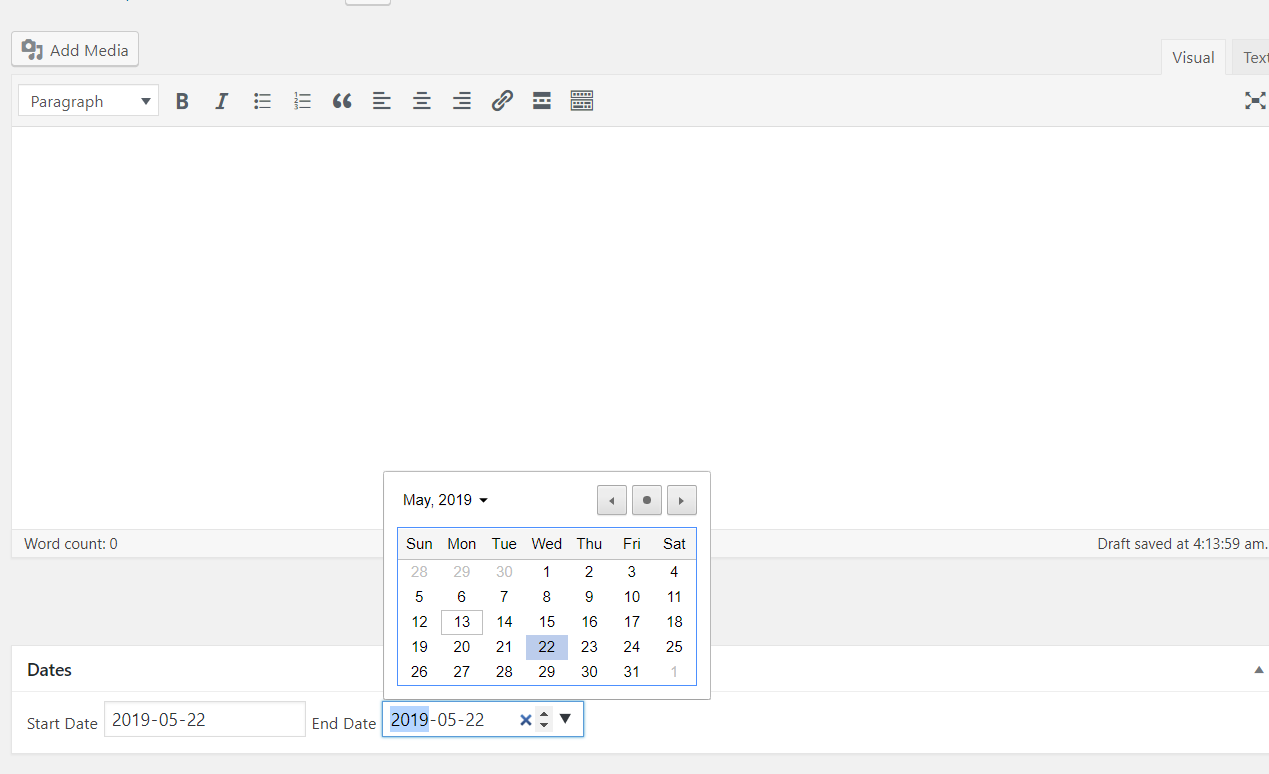 Add Media
Visual Text
Paragraph
Word count: 0 Draft saved at 4:13:59 am.
May, 2019
Sun Mon Tue Wed Thu Fri Sat
28 29 30 1 2 3 4
5 6 7 8 9 10 11
12 13 14 15 16 17 18
19 20 21 22 23 24 25
26 27 28 29 30 31 1
Dates
Start Date 2019-05-22 End Date 2019-05-22